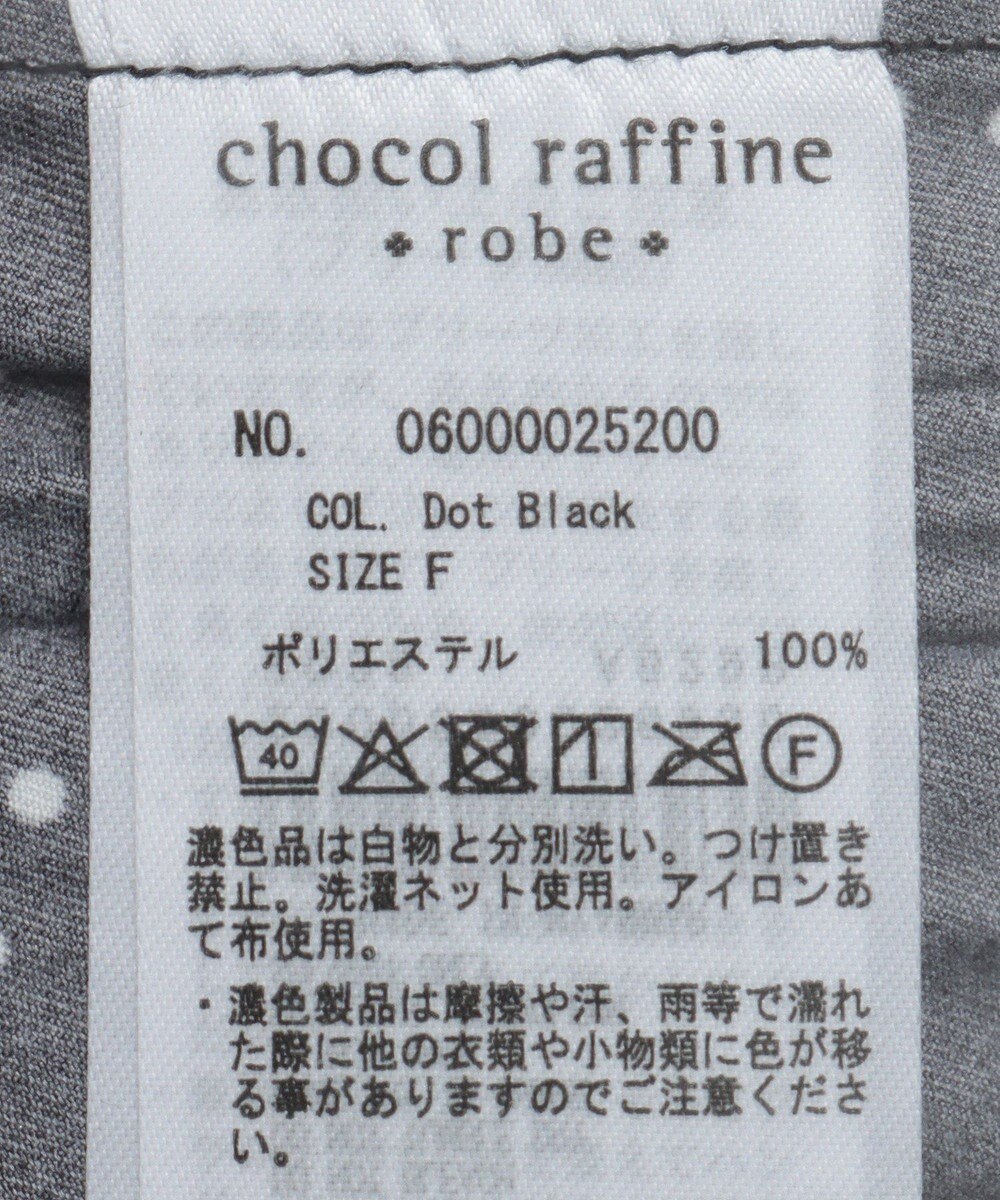 chocol raffine
robe
NO. 06000025200
COL. Dot Black
SIZE F
ポリエステル 100%
40 F
濃色品は白物と分別洗い。つけ置き
禁止。洗濯ネット使用。アイロンあ
て布使用。
・濃色製品は摩擦や汗、雨等で濡れ
た際に他の衣類や小物類に色が移
る事がありますのでご注意くださ
い。